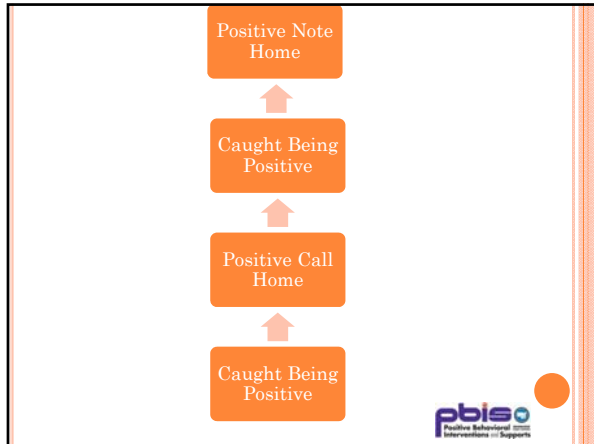 Positive Note
Home
Caught Being
Positive
Positive Call
Home
Caught Being
Positive
pbis
Positive Behavioral
Interventions and Supports